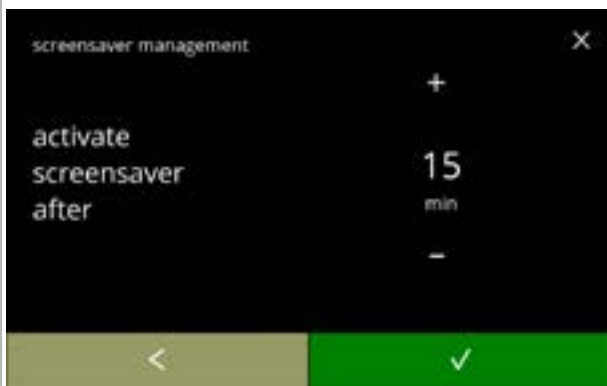 screensaver management
×
+
activate
screensaver
after
15
min
-
<
✓